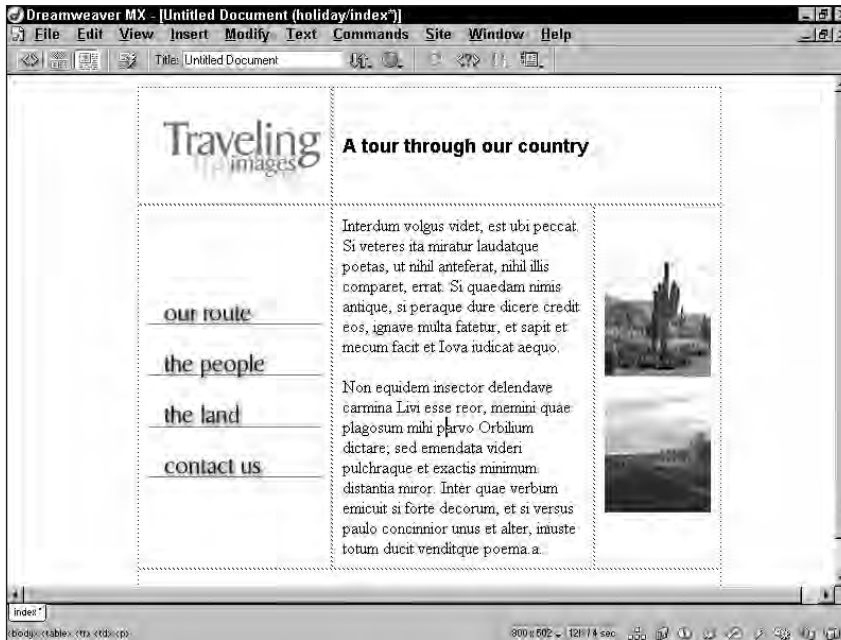 Dreamweaver MX - [Untitled Document (holiday/index*)]
File Edit View Insert Modify Text Commands Site Window Help
Title: Untitled Document
Traveling
images
A tour through our country
our route
the people
the land
contact us
Interdum volgus videt, est ubi peccat.
Si veteres ita miratur laudatque
poetas, ut nihil anteferat, nihil illis
comparet, errat. Si quaedam nimis
antique, si peraque dure dicere credit
eos, ignave multa fatetur, et sapit et
mecum facit et Iova iudicat aequo.
Non equidem insector delendave
carmina Livi esse reor, memini quae
plagosum mihi parvo Orbilium
dictare; sed emendata videri
pulchraque et exactis minimum
distantia miror. Inter quae verbum
emicuit si forte decorum, et si versus
paulo concinnior unus et alter, iniuste
totum ducit venditque poema.a.
index*
<body> <table> <tr> <td> <p>
800 x 502 12K / 4 sec